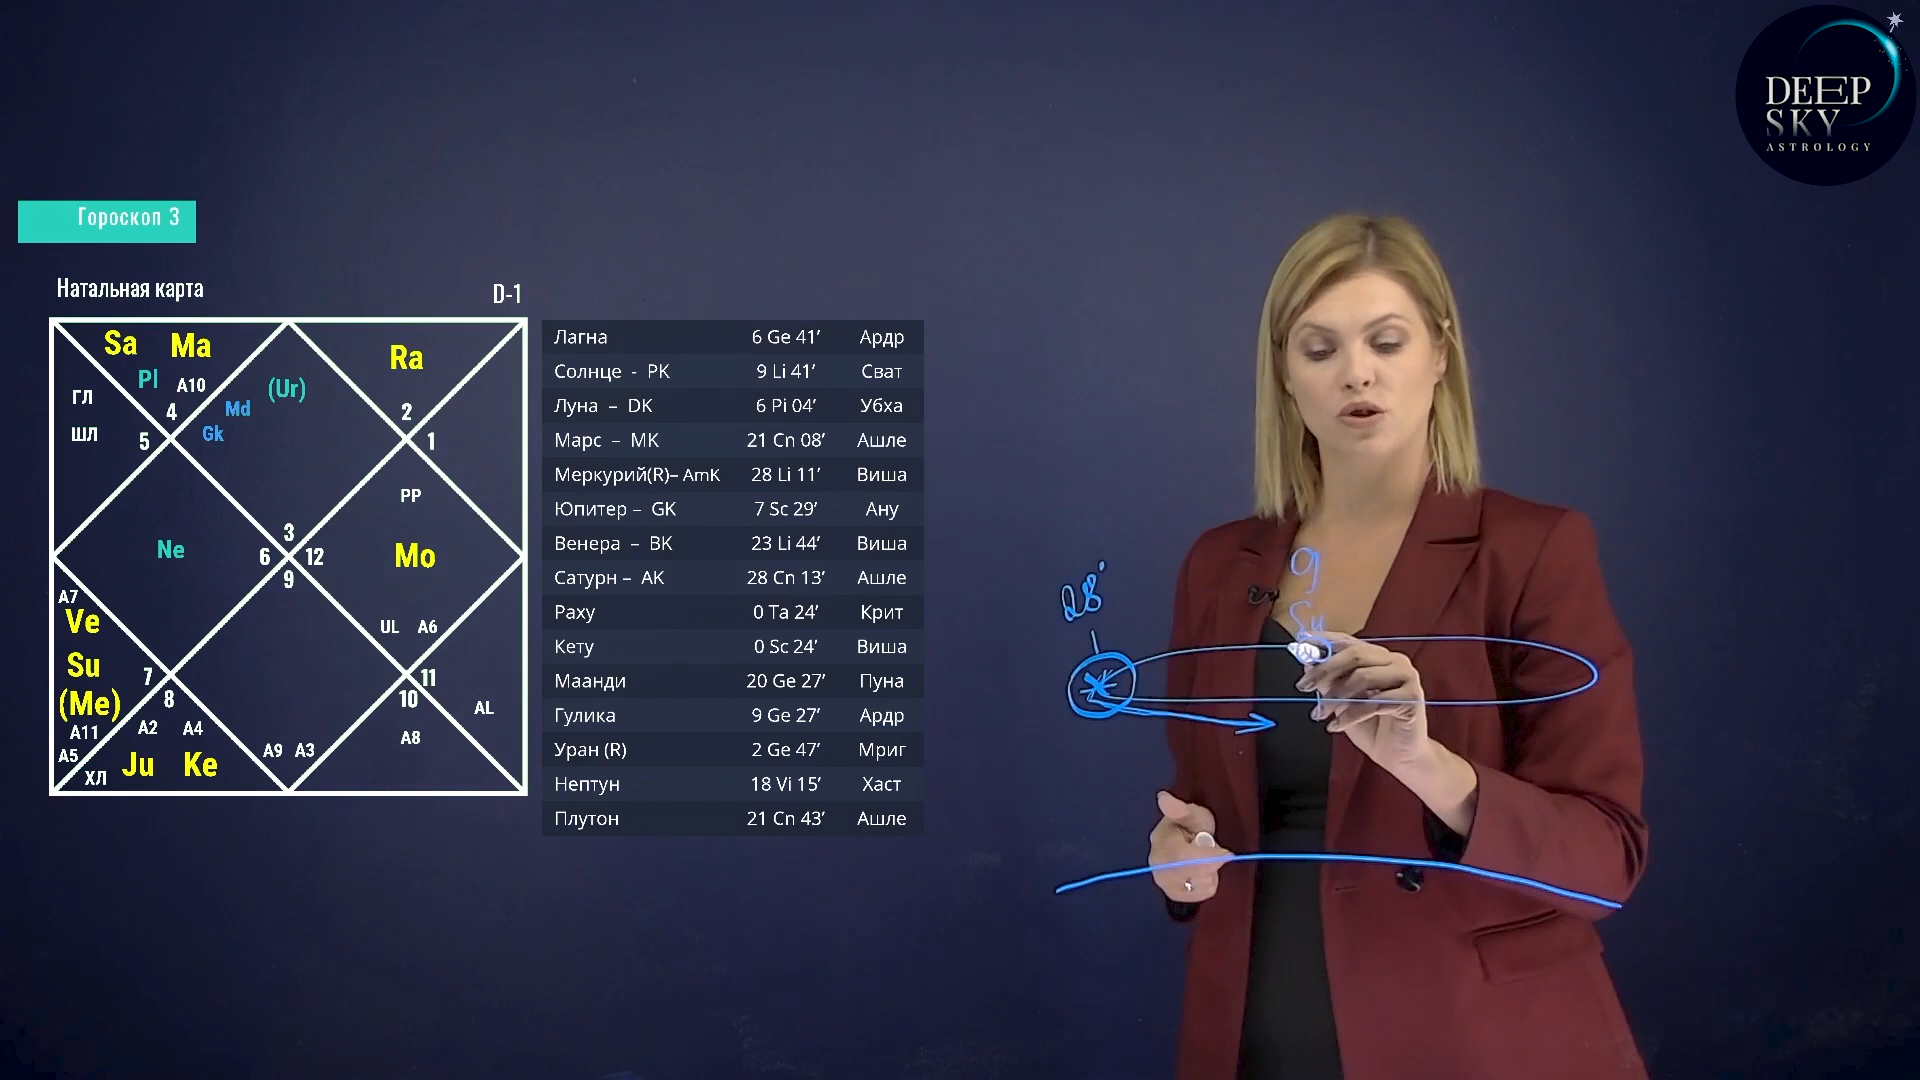 DEEP
SKY
ASTROLOGY
Гороскоп 3
Натальная карта
D-1
Sa Ma
Ra
Pl A10
(Ur)
ГЛ
Md
4
2
ШЛ
5
Gk
1
PP
Ne
3
6 12
9
Mo
A7
Ve
UL A6
Su
7
11
(Me)
8
10
AL
A11
A2 A4
A8
A5
A9 A3
ХЛ
Ju Ke
Лагна 6 Ge 41’ Ардр
Солнце - PK 9 Li 41’ Сват
Луна – DK 6 Pi 04’ Убха
Марс – MK 21 Cn 08’ Ашле
Меркурий(R)– AmK 28 Li 11’ Виша
Юпитер – GK 7 Sc 29’ Ану
Венера – BK 23 Li 44’ Виша
Сатурн – AK 28 Cn 13’ Ашле
Раху 0 Ta 24’ Крит
Кету 0 Sc 24’ Виша
Маанди 20 Ge 27’ Пуна
Гулика 9 Ge 27’ Ардр
Уран (R) 2 Ge 47’ Мриг
Нептун 18 Vi 15’ Хаст
Плутон 21 Cn 43’ Ашле
28°
9
Su